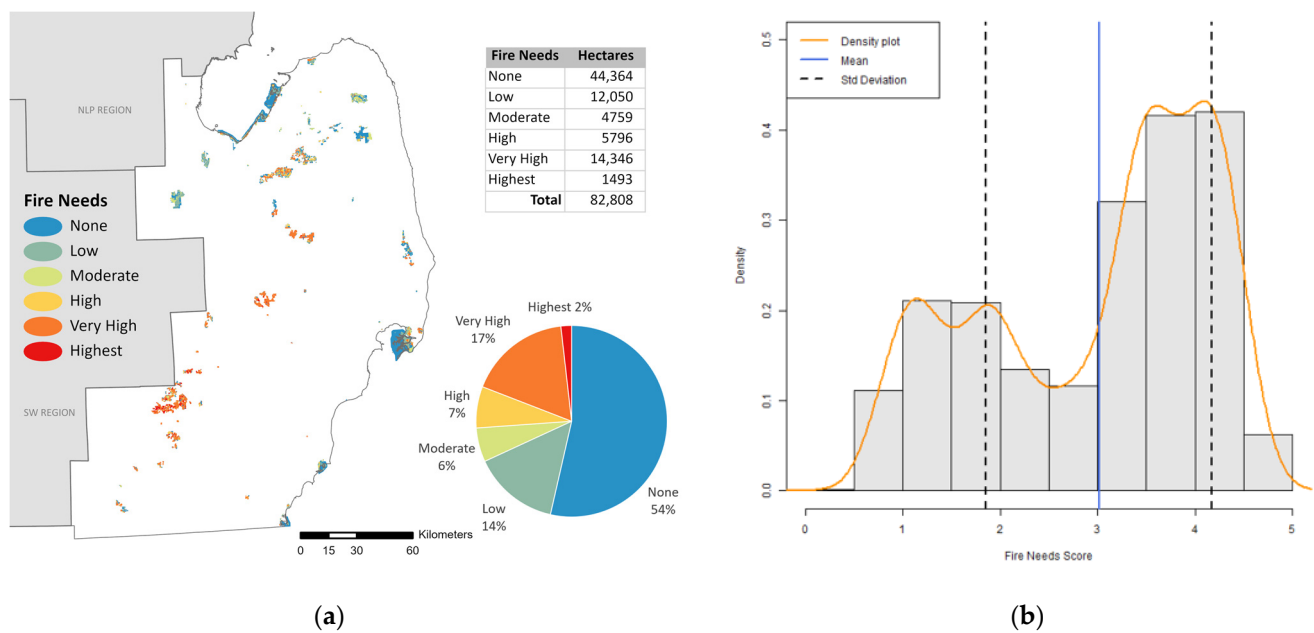 NLP REGION
SW REGION
Fire Needs
None
Low
Moderate
High
Very High
Highest
Fire Needs Hectares
None 44,364
Low 12,050
Moderate 4759
High 5796
Very High 14,346
Highest 1493
Total 82,808
Highest 2%
Very High
17%
High
7%
Moderate
6%
Low
14%
None
54%
Kilometers
0 15 30 60
(a)
Density plot
Mean
Std Deviation
Density
0.0 0.1 0.2 0.3 0.4 0.5
0 1 2 3 4 5
Fire Needs Score
(b)